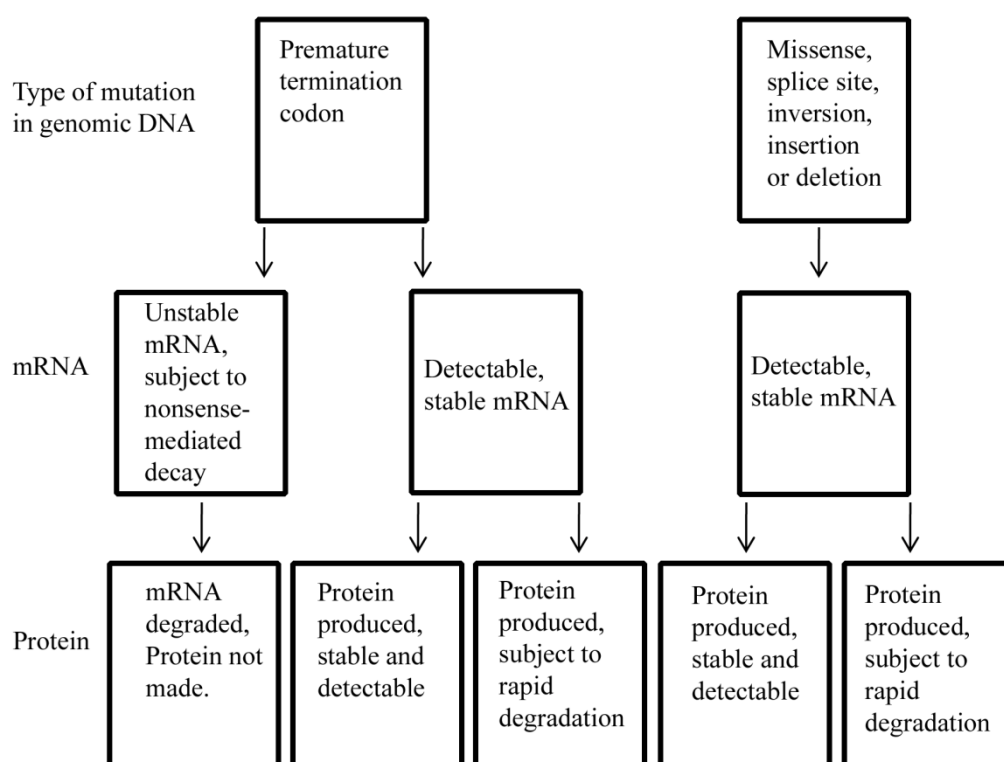 Type of mutation
in genomic DNA
Premature
termination
codon
Missense,
splice site,
inversion,
insertion
or deletion
mRNA
Unstable
mRNA,
subject to
nonsense-
mediated
decay
Detectable,
stable mRNA
Detectable,
stable mRNA
Protein
mRNA
degraded,
Protein not
made.
Protein
produced,
stable and
detectable
Protein
produced,
subject to
rapid
degradation
Protein
produced,
stable and
detectable
Protein
produced,
subject to
rapid
degradation